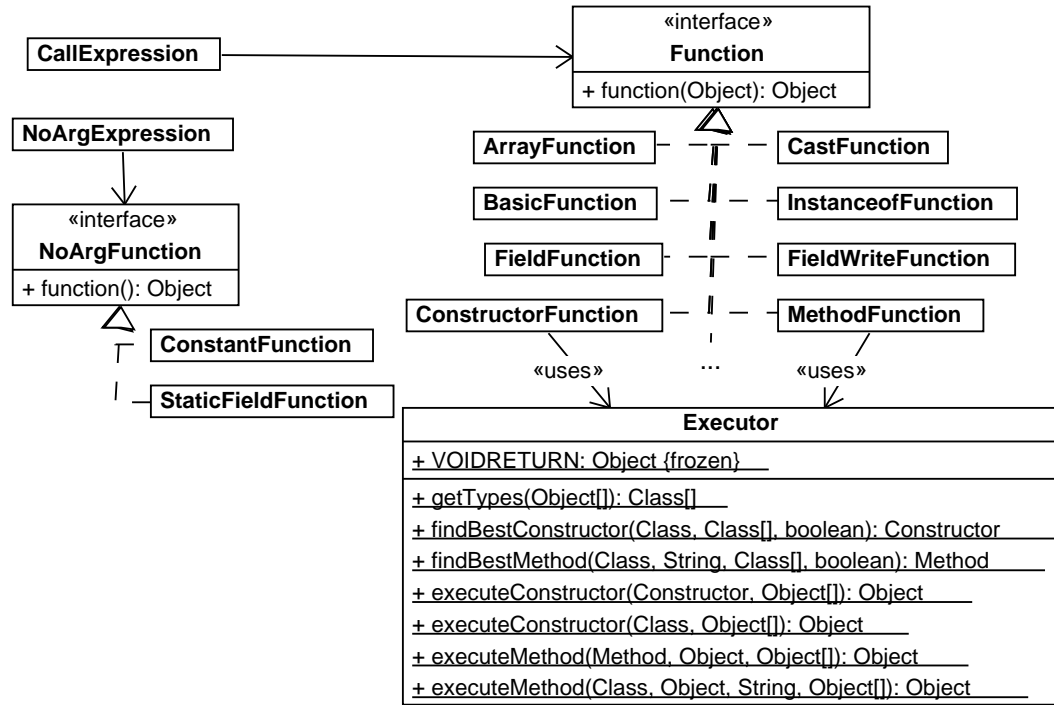 «interface»
CallExpression
Function
+ function(Object): Object
NoArgExpression
ArrayFunction
CastFunction
«interface»
BasicFunction
InstanceofFunction
NoArgFunction
FieldFunction
FieldWriteFunction
+ function(): Object
ConstructorFunction
MethodFunction
ConstantFunction
«uses»
...
«uses»
StaticFieldFunction
Executor
+ VOIDRETURN: Object {frozen}
+ getTypes(Object[]): Class[]
+ findBestConstructor(Class, Class[], boolean): Constructor
+ findBestMethod(Class, String, Class[], boolean): Method
+ executeConstructor(Constructor, Object[]): Object
+ executeConstructor(Class, Object[]): Object
+ executeMethod(Method, Object, Object[]): Object
+ executeMethod(Class, Object, String, Object[]): Object